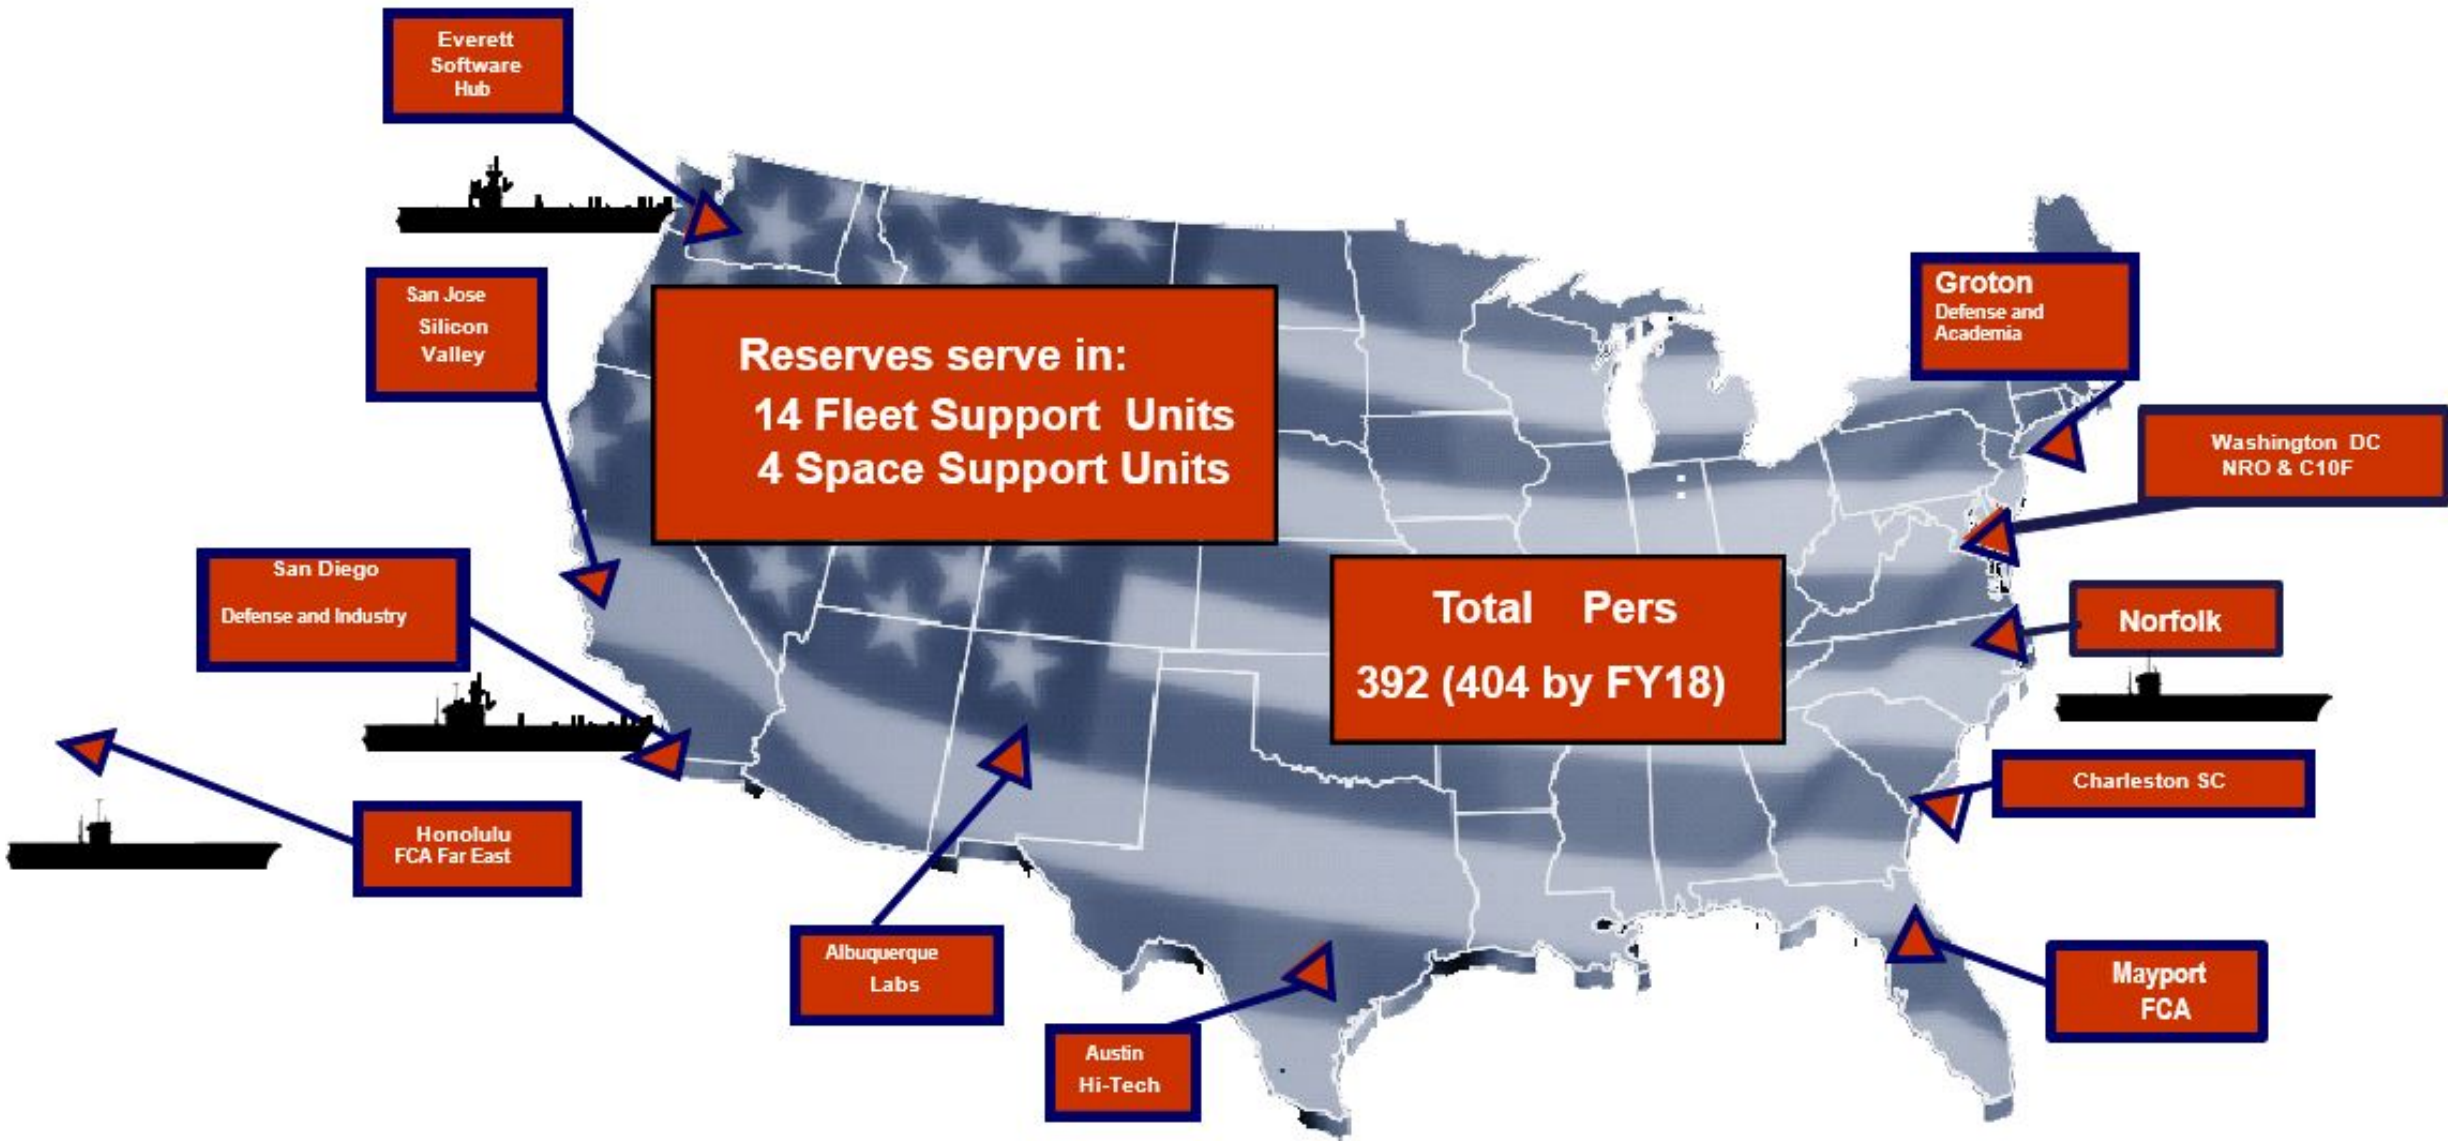 Everett
Software
Hub
San Jose
Silicon
Valley
Reserves serve in:
14 Fleet Support Units
4 Space Support Units
Groton
Defense and
Academia
Washington DC
NRO & C10F
San Diego
Defense and Industry
Total Pers
392 (404 by FY18)
Norfolk
Charleston SC
Honolulu
FCA Far East
Albuquerque
Labs
Mayport
FCA
Austin
Hi-Tech